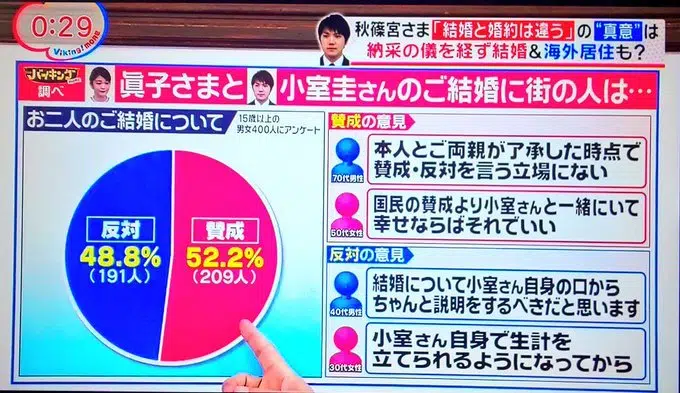 0:29
Viking!more
秋篠宮さま「結婚と婚約は違う」の"真意"は
納采の儀を経ず結婚&海外居住も?
バイキング
調べ
眞子さまと
小室圭さんのご結婚に街の人は…
お二人のご結婚について
15歳以上の
男女400人にアンケート
反対
48.8%
(191人)
賛成
52.2%
(209人)
賛成の意見
70代男性
本人とご両親が了承した時点で
賛成・反対を言う立場にない
50代女性
国民の賛成より小室さんと一緒にいて
幸せならばそれでいい
反対の意見
40代男性
結婚について小室さん自身の口から
ちゃんと説明をするべきだと思います
30代女性
小室さん自身で生計を
立てられるようになってから